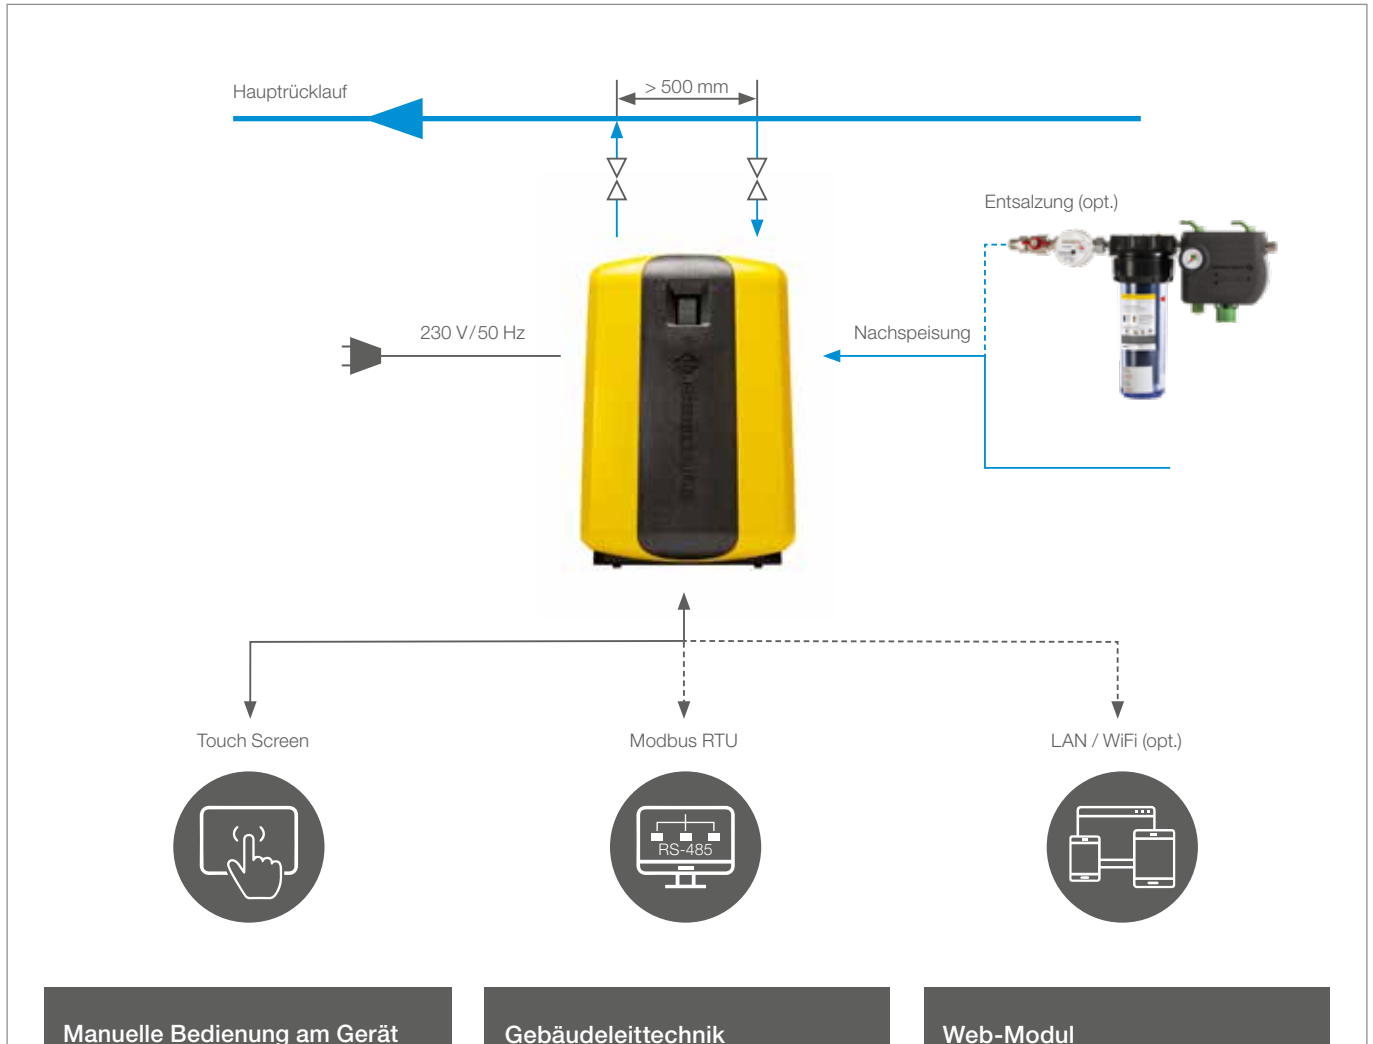 Hauptrücklauf
> 500 mm
Entsalzung (opt.)
230 V/50 Hz
Nachspeisung
Touch Screen
Modbus RTU
LAN / WiFi (opt.)
RS-485
Manuelle Bedienung am Gerät
Gebäudeleittechnik
Web-Modul